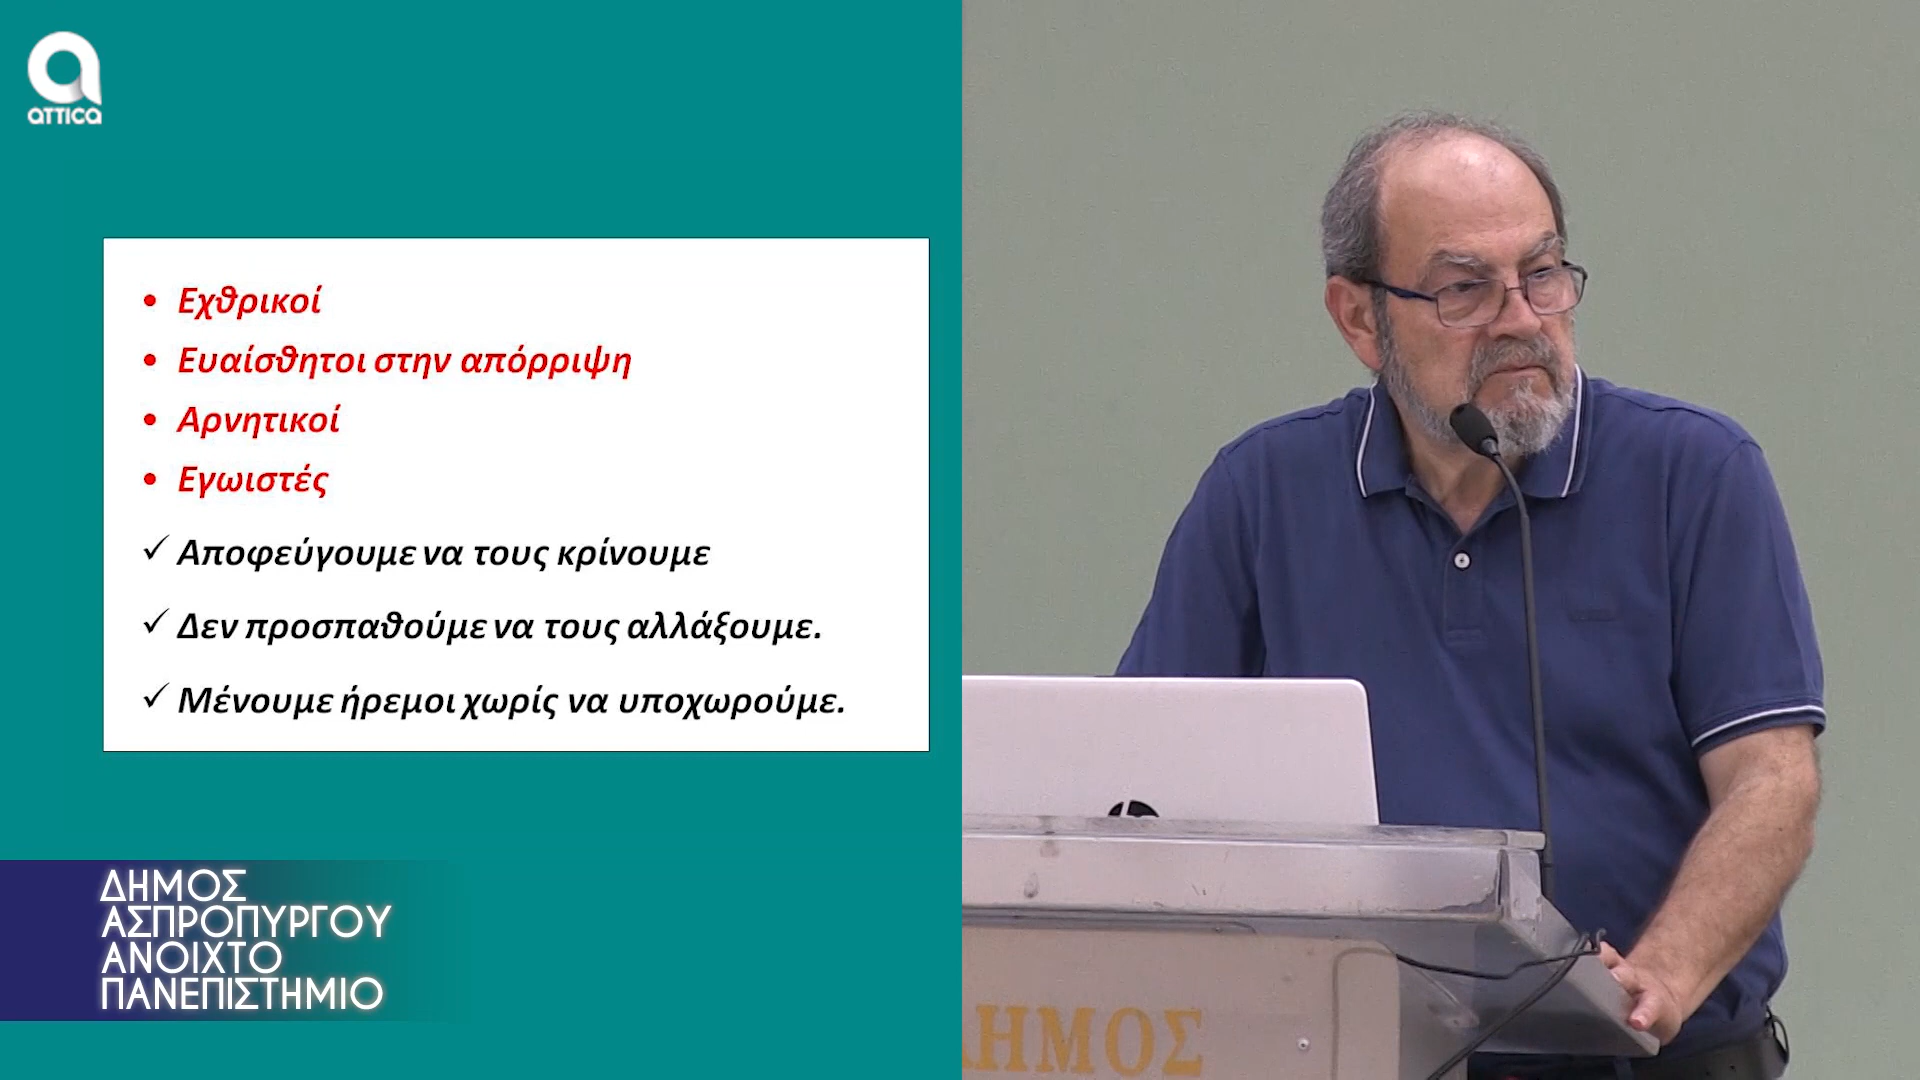 αττιcα
• Εχθρικοί
• Ευαίσθητοι στην απόρριψη
• Αρνητικοί
• Εγωιστές
✓ Αποφεύγουμε να τους κρίνουμε
✓ Δεν προσπαθούμε να τους αλλάξουμε.
✓ Μένουμε ήρεμοι χωρίς να υποχωρούμε.
ΔΗΜΟΣ
ΑΣΠΡΟΠΥΡΓΟΥ
ΑΝΟΙΧΤΟ
ΠΑΝΕΠΙΣΤΗΜΙΟ
ΔΗΜΟΣ